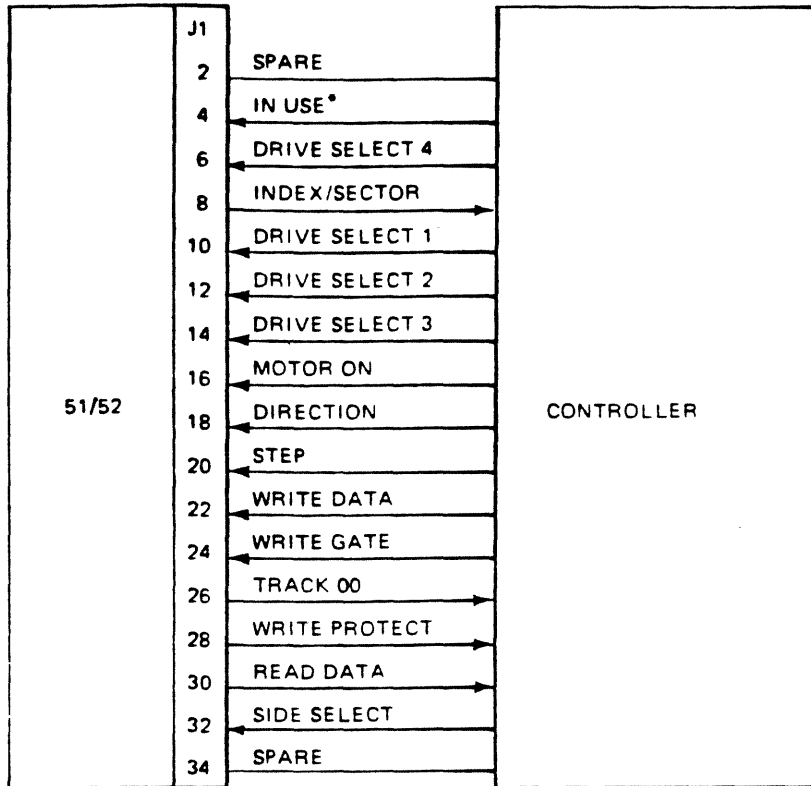 J1
2 SPARE
4 IN USE*
6 DRIVE SELECT 4
8 INDEX/SECTOR
10 DRIVE SELECT 1
12 DRIVE SELECT 2
14 DRIVE SELECT 3
16 MOTOR ON
51/52 CONTROLLER
18 DIRECTION
20 STEP
22 WRITE DATA
24 WRITE GATE
26 TRACK 00
28 WRITE PROTECT
30 READ DATA
32 SIDE SELECT
34 SPARE